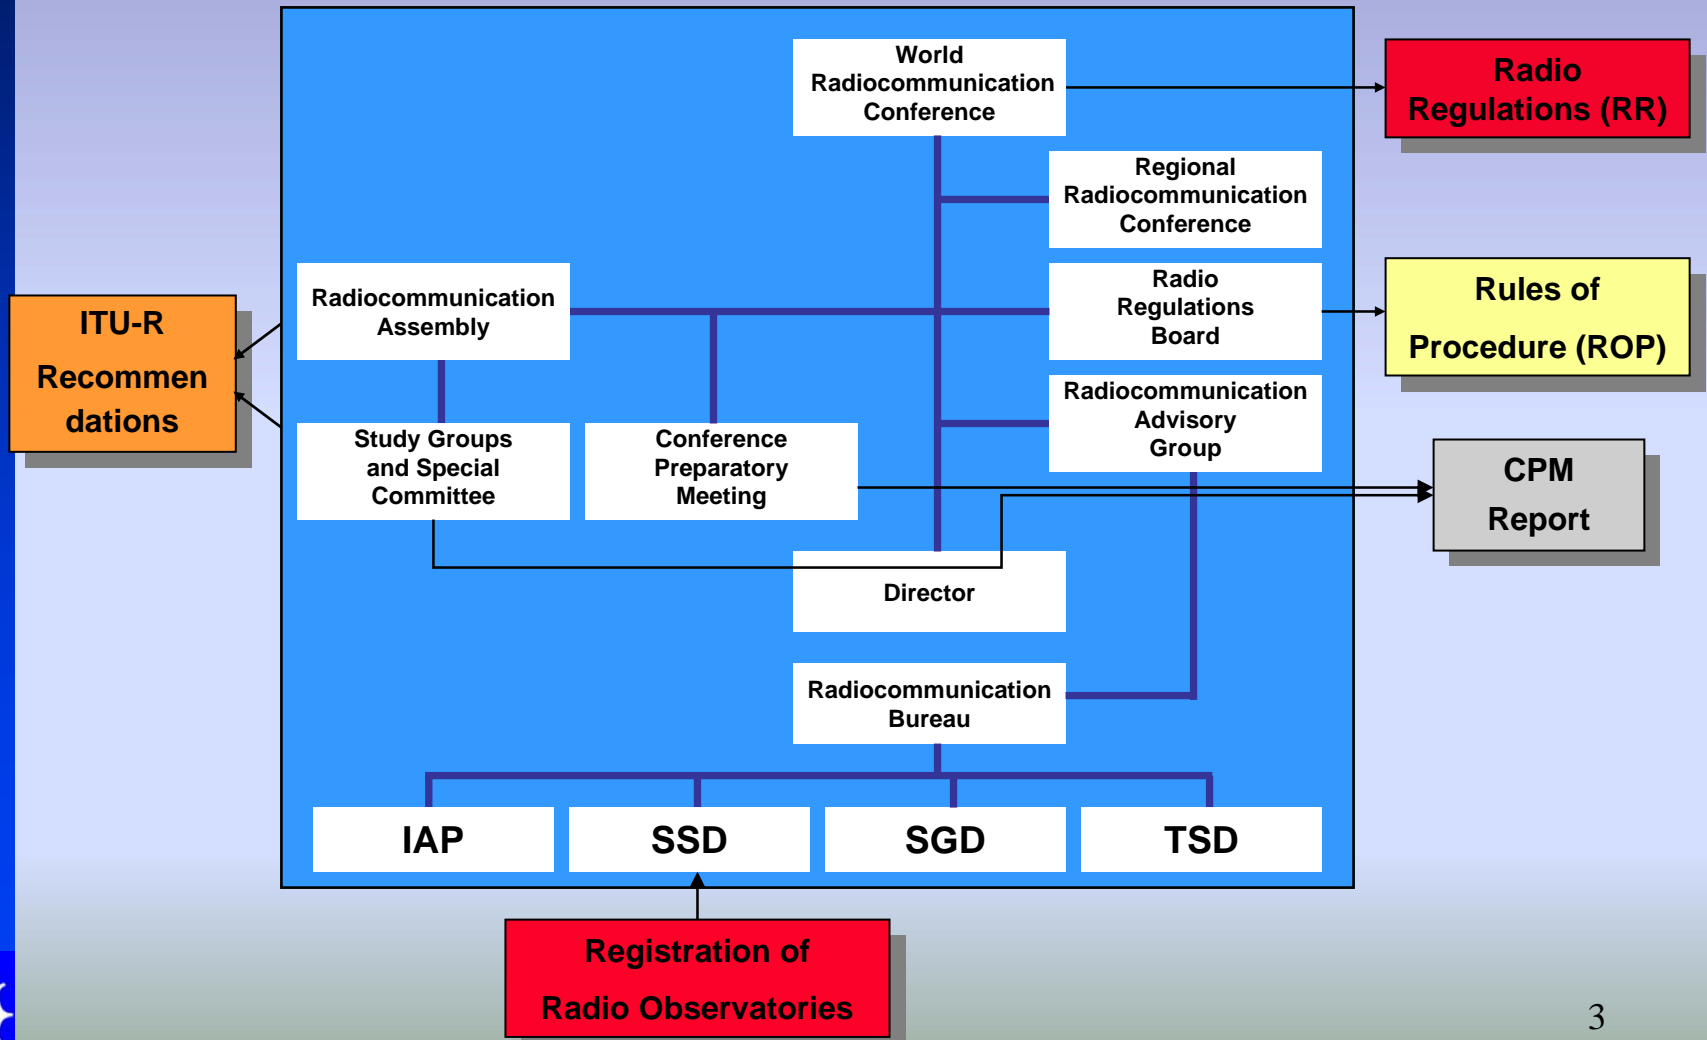 World
Radiocommunication
Conference
Radio
Regulations (RR)
Regional
Radiocommunication
Conference
Radiocommunication
Assembly
Radio
Regulations
Board
Rules of
Procedure (ROP)
ITU-R
Recommen
dations
Radiocommunication
Advisory
Group
Study Groups
and Special
Committee
Conference
Preparatory
Meeting
CPM
Report
Director
Radiocommunication
Bureau
IAP
SSD
SGD
TSD
Registration of
Radio Observatories
3